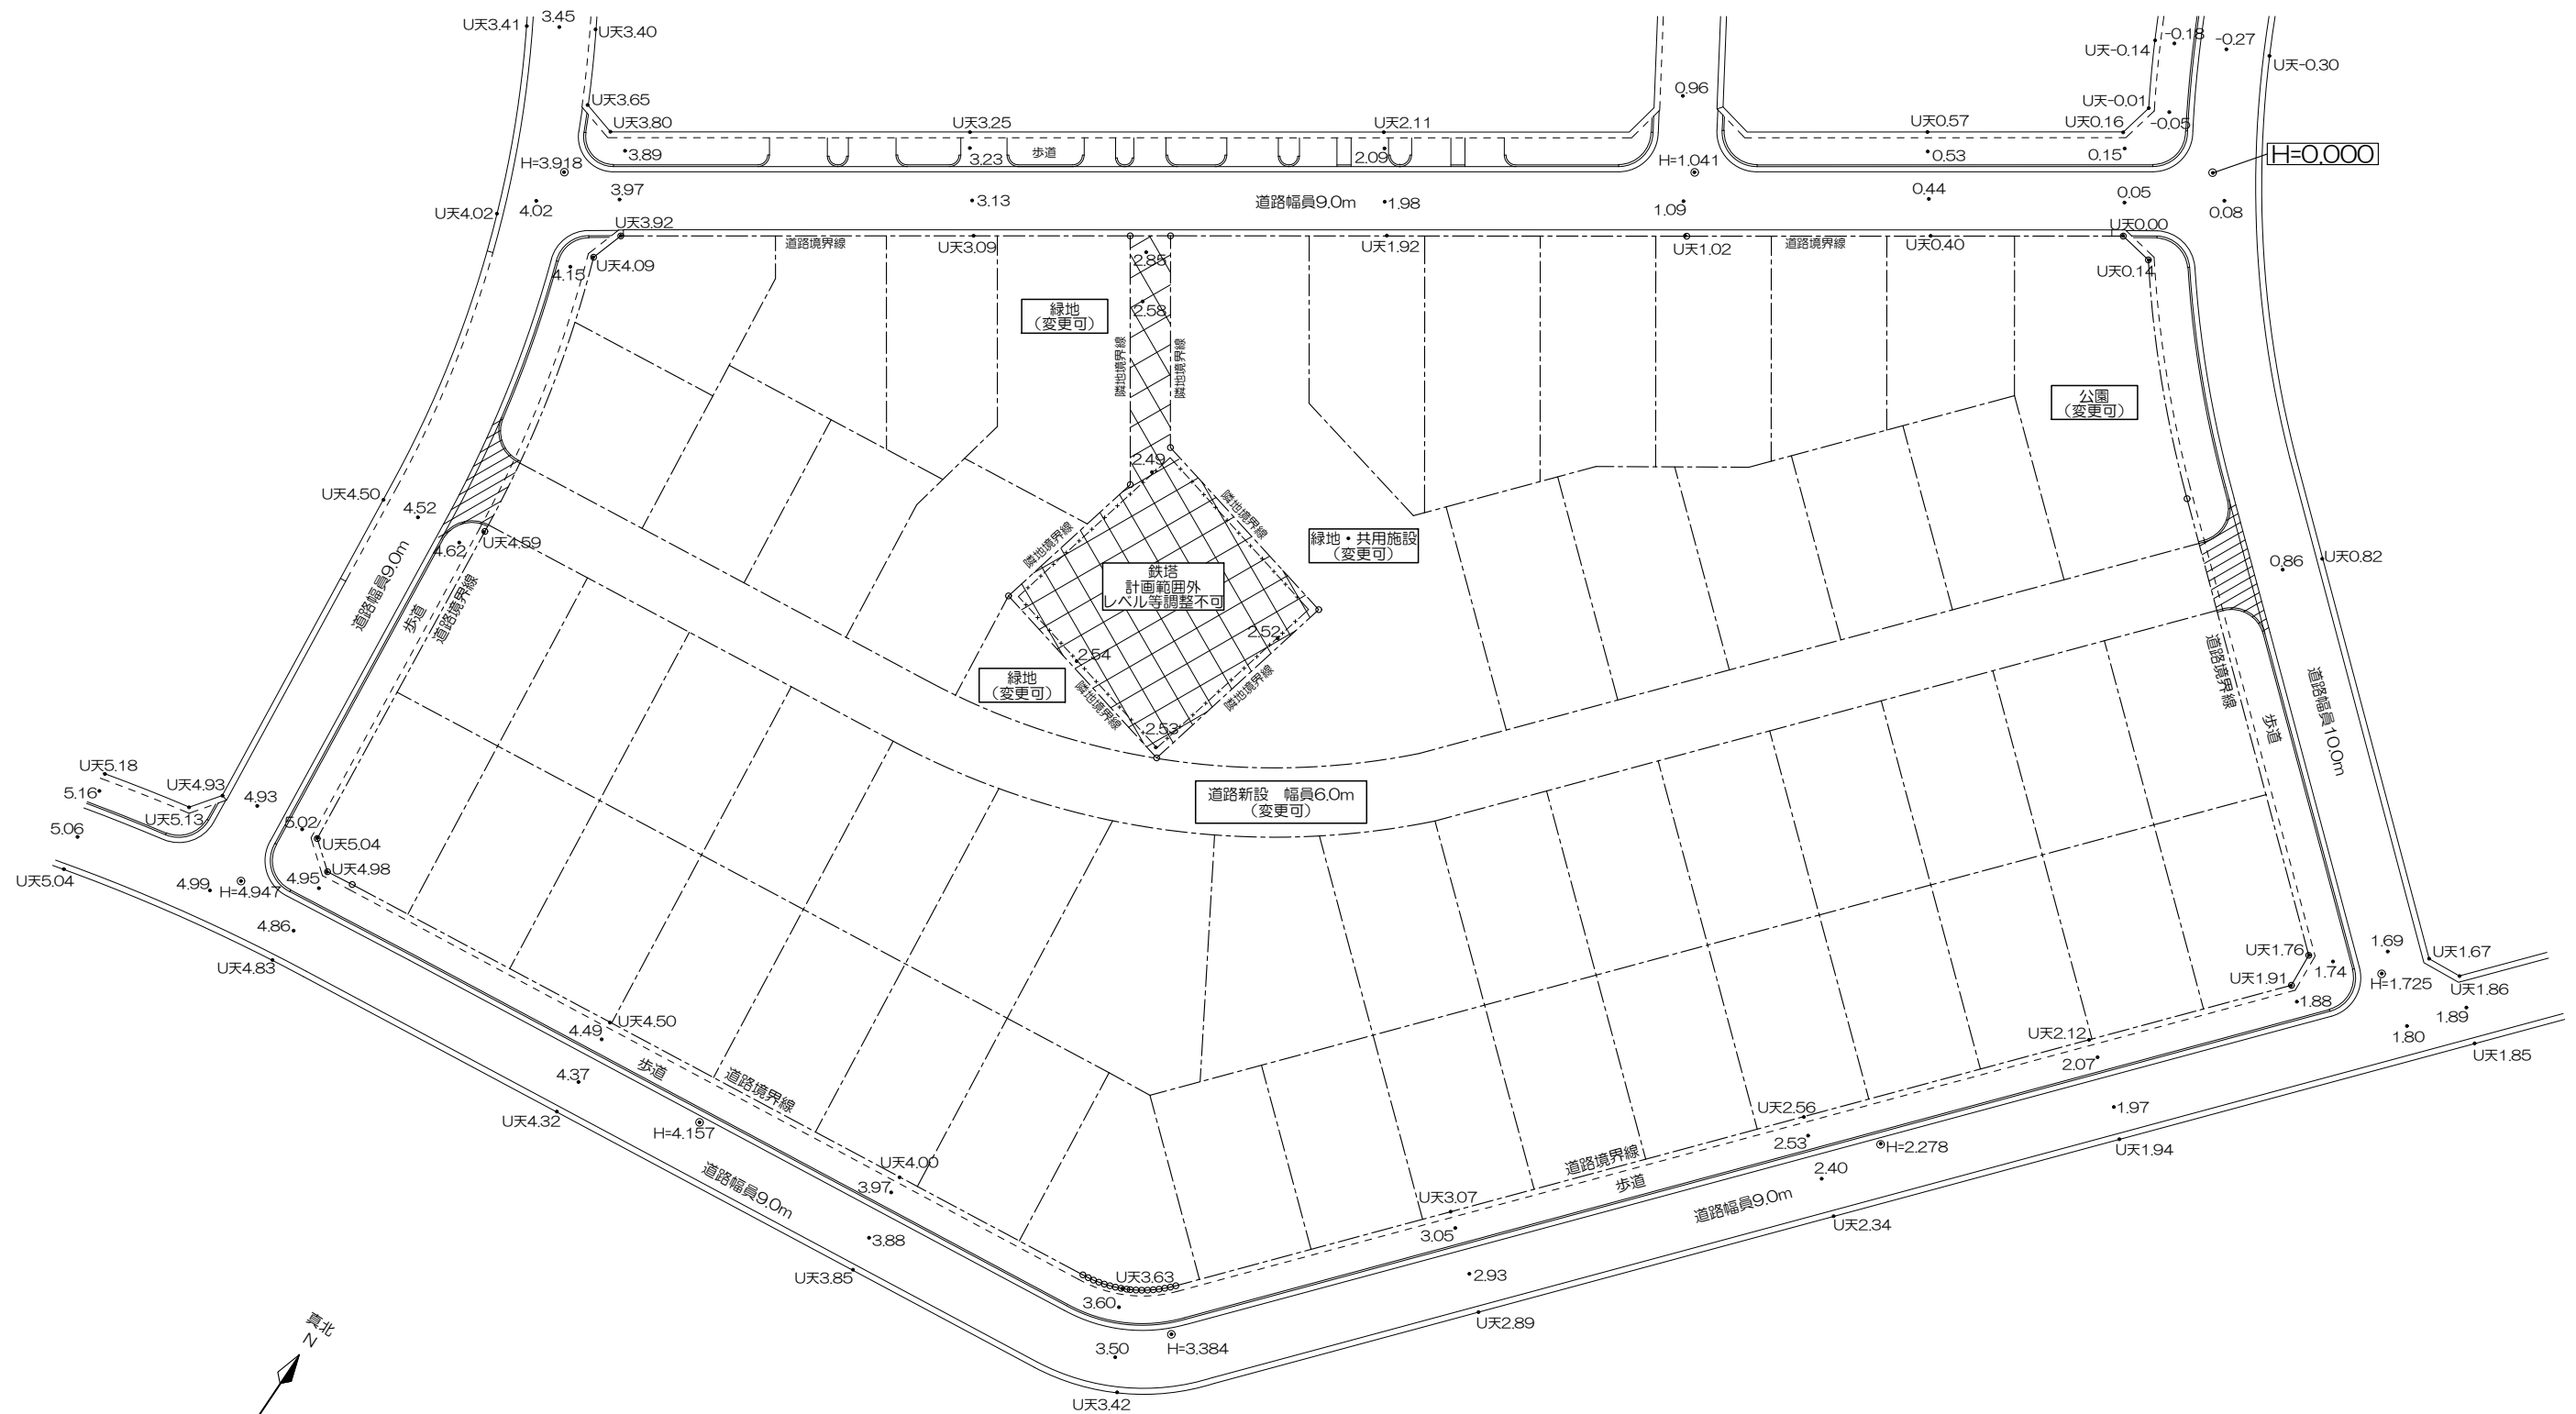 U天3.41
3.45
U天3.40
U天3.65
U天3.80
3.89
H=3.918
3.97
U天4.02
4.02
U天3.92
U天4.09
4.15
U天3.25
3.23
歩道
3.13
U天3.09
道路境界線
U天2.11
2.09
道路幅員9.0m
1.98
U天1.92
0.96
H=1.041
1.09
U天1.02
道路境界線
U天0.57
0.53
0.44
U天0.40
U天-0.14
-0.18
-0.27
U天-0.30
U天-0.01
U天0.16
-0.05
0.15
H=0.000
0.05
0.08
U天0.00
U天0.14
2.85
2.58
緑地
（変更可）
隣地境界線
隣地境界線
公園
（変更可）
2.49
隣地境界線
隣地境界線
緑地・共用施設
（変更可）
鉄塔
計画範囲外
レベル等調整不可
2.52
2.54
2.53
隣地境界線
隣地境界線
緑地
（変更可）
道路新設　幅員6.0m
（変更可）
U天4.50
4.52
4.62
U天4.59
道路幅員9.0m
歩道
道路境界線
0.86
U天0.82
道路境界線
歩道
道路幅員10.0m
U天5.18
5.16
U天4.93
U天5.13
4.93
5.02
5.06
U天5.04
U天5.04
U天4.98
4.99
H=4.947
4.95
4.86
U天4.83
U天4.50
4.49
4.37
U天4.32
歩道
道路境界線
H=4.157
道路幅員9.0m
U天4.00
3.97
3.88
U天3.85
U天3.63
3.60
3.50
H=3.384
U天3.42
U天3.07
3.05
2.93
U天2.89
道路境界線
歩道
道路幅員9.0m
U天2.56
2.53
H=2.278
2.40
U天2.34
U天2.12
2.07
1.97
U天1.94
U天1.76
U天1.91
1.74
1.88
1.69
H=1.725
U天1.67
U天1.86
1.89
1.80
U天1.85
真北
N